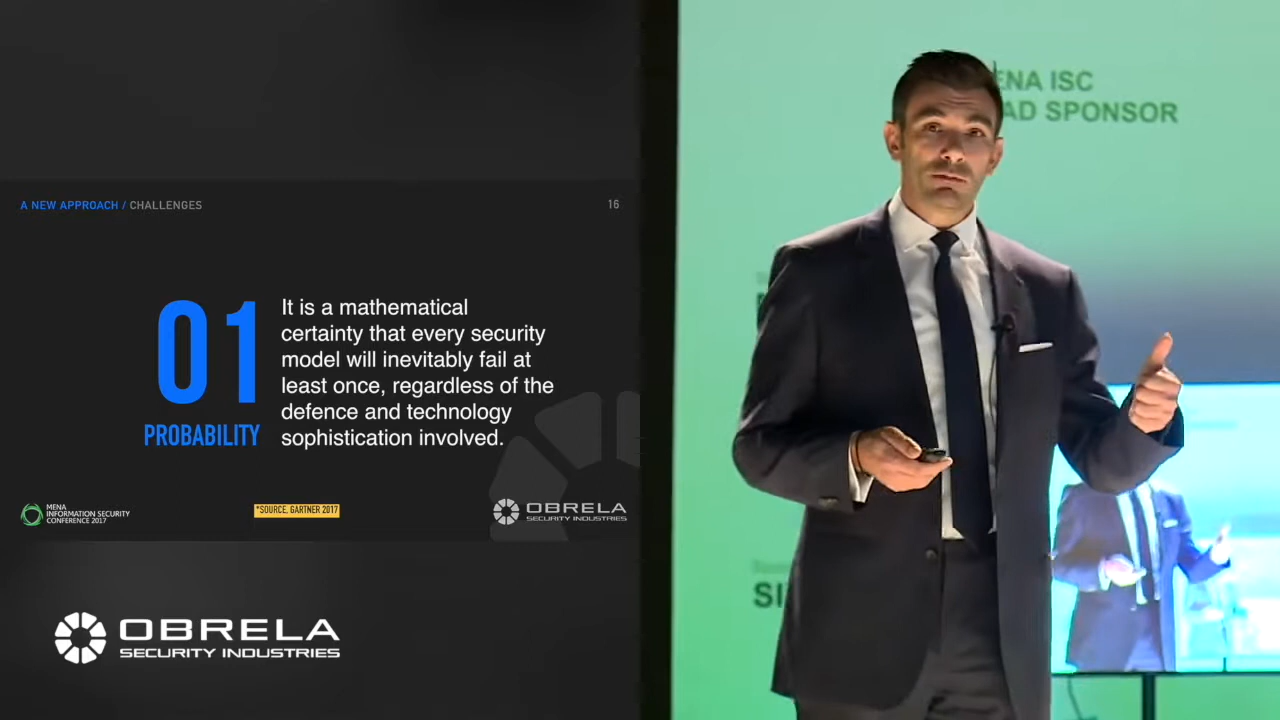 A NEW APPROACH / CHALLENGES
16
01
PROBABILITY
It is a mathematical
certainty that every security
model will inevitably fail at
least once, regardless of the
defence and technology
sophistication involved.
MENA
INFORMATION SECURITY
CONFERENCE 2017
*SOURCE, GARTNER 2017
OBRELA
SECURITY INDUSTRIES
OBRELA
SECURITY INDUSTRIES
ENA ISC
AD SPONSOR
SI